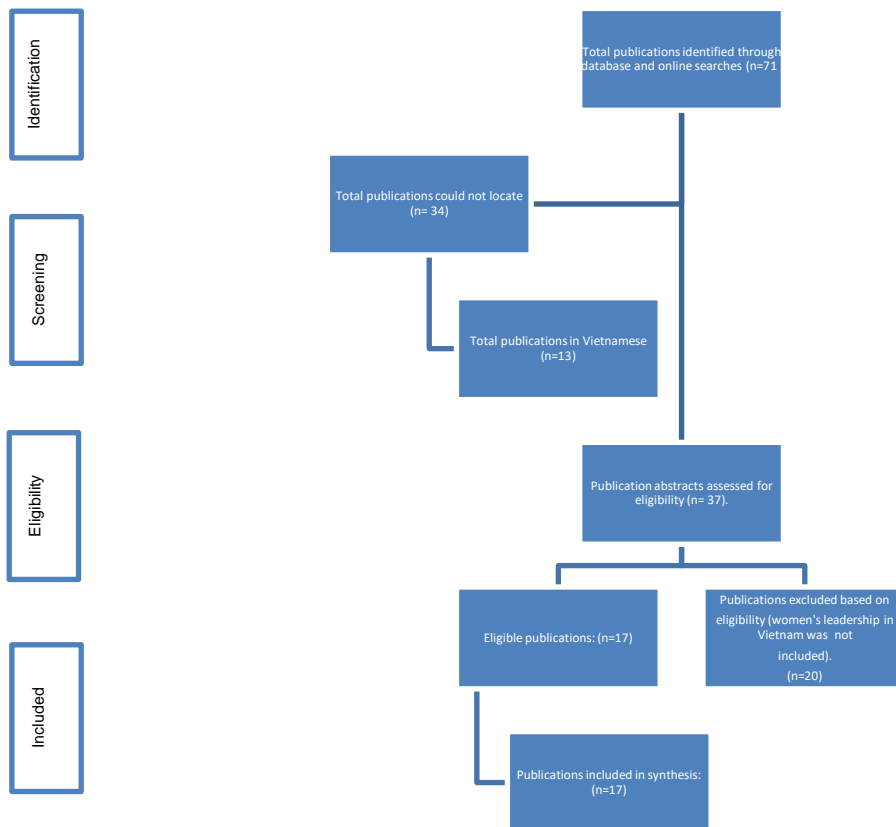 Identification
Total publications identified through
database and online searches (n=71
Total publications could not locate
(n= 34)
Screening
Total publications in Vietnamese
(n=13)
Eligibility
Publication abstracts assessed for
eligibility (n= 37).
Eligible publications: (n=17)
Publications excluded based on
eligibility (women's leadership in
Vietnam was not
included).
(n=20)
Included
Publications included in synthesis:
(n=17)